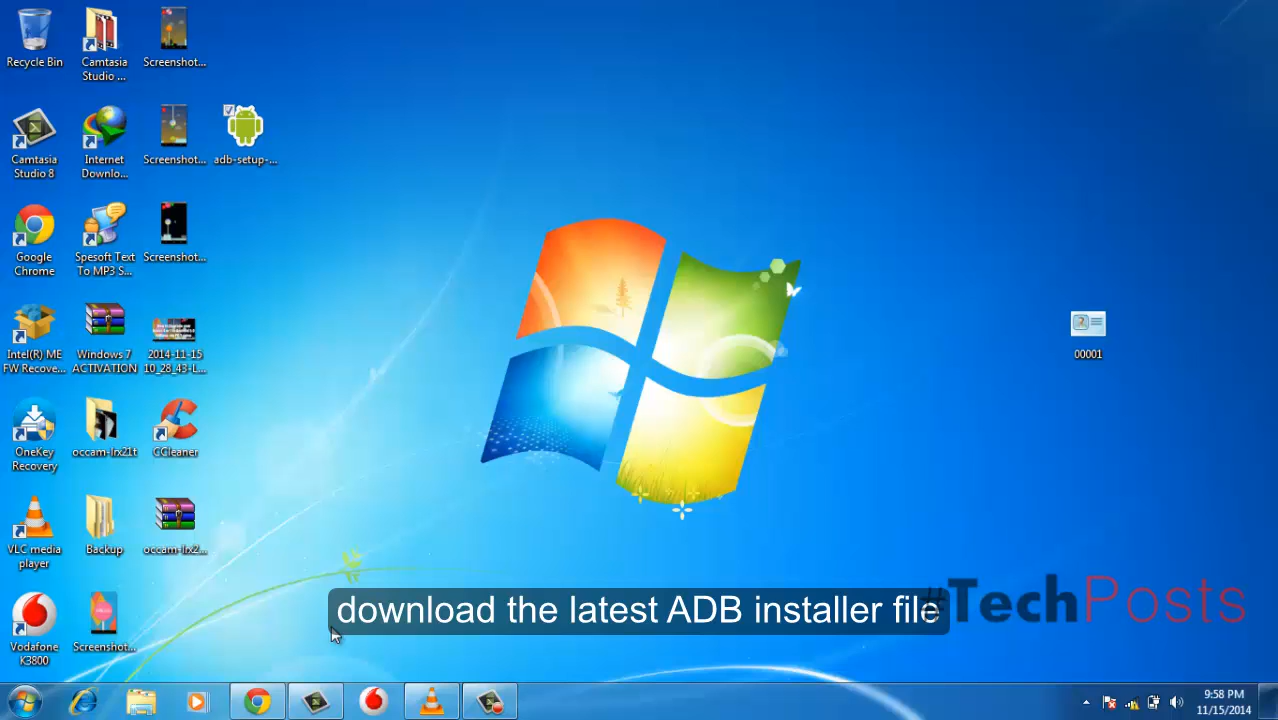 Recycle Bin
Camtasia
Studio ...
Screenshot...
Camtasia
Studio 8
Internet
Downlo...
Screenshot...
adb-setup-...
Google
Chrome
Spesoft Text
To MP3 S...
Screenshot...
Intel(R) ME
FW Recove...
Windows 7
ACTIVATION
2014-11-15
10_28_43-L...
OneKey
Recovery
occam-lrx21t
CCleaner
VLC media
player
Backup
occam-lrx2...
Vodafone
K3800
Screenshot...
00001
download the latest ADB installer file
#TechPosts
9:58 PM
11/15/2014